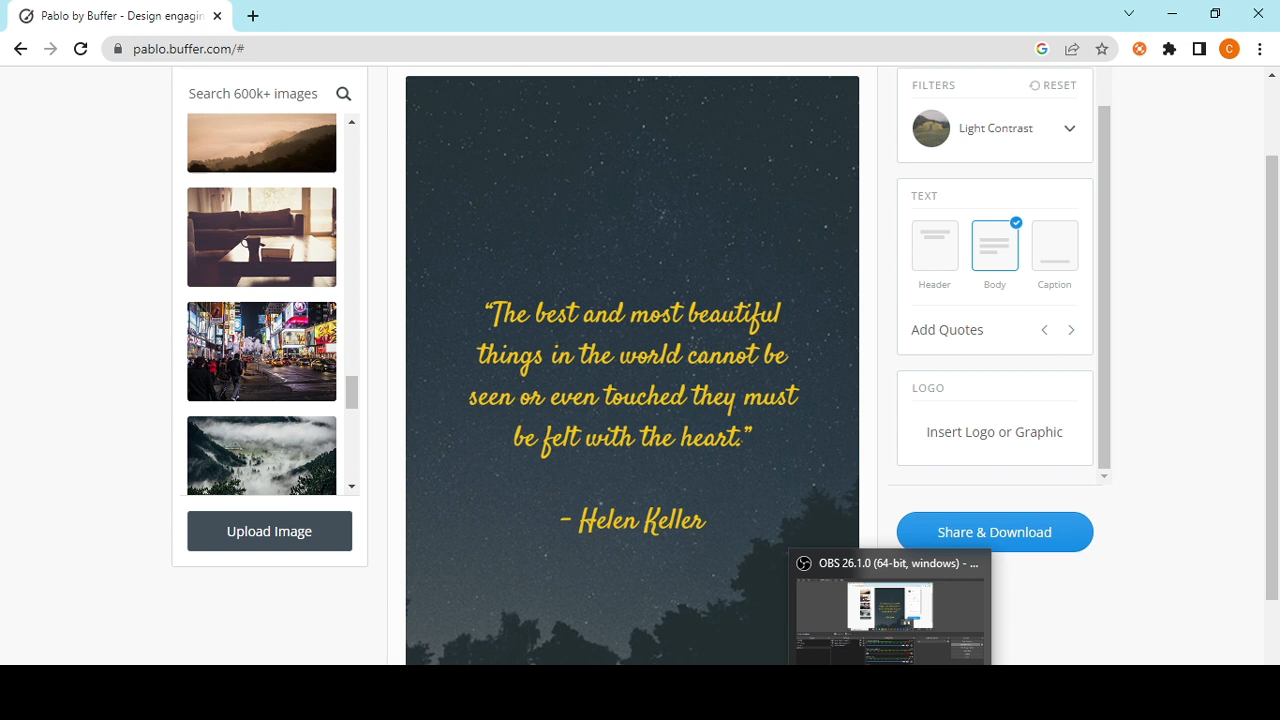 Pablo by Buffer - Design engagin
pablo.buffer.com/#
C
Search 600k+ images
Upload Image
“The best and most beautiful
things in the world cannot be
seen or even touched they must
be felt with the heart.”
- Helen Keller
FILTERS
RESET
Light Contrast
TEXT
Header
Body
Caption
Add Quotes
LOGO
Insert Logo or Graphic
Share & Download
OBS 26.1.0 (64-bit, windows) - ...